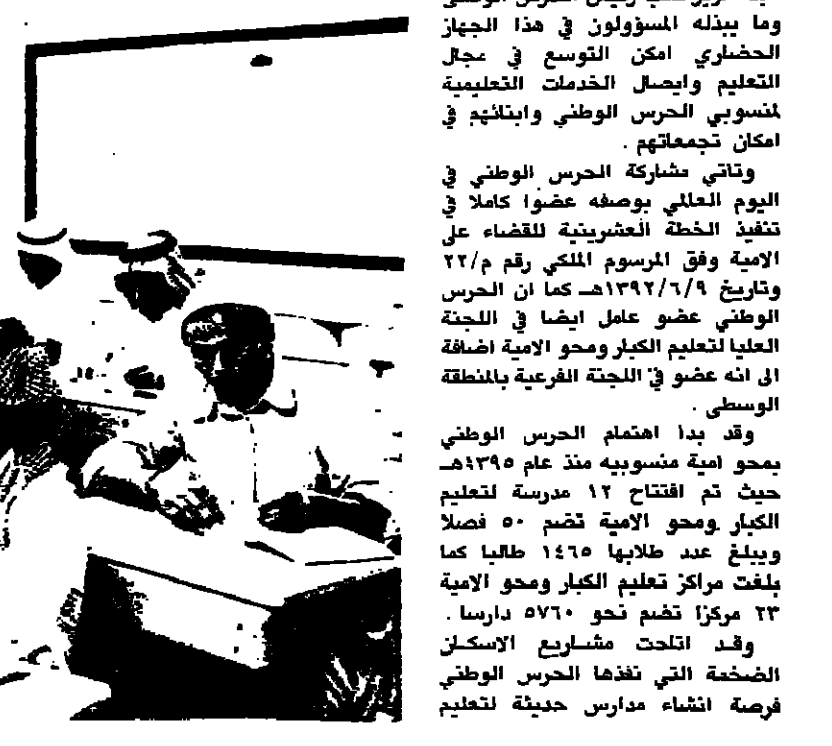 وما يبذله المسؤولون في هذا الجهاز
الحضاري امكن التوسع في مجال
التعليم وايصال الخدمات التعليمية
لمنسوبي الحرس الوطني وابنائهم في
امكان تجمعاتهم .
وتاتي مشاركة الحرس الوطني في
اليوم العالمي بوصفه عضوا كاملا في
تنفيذ الخطة العشرينية للقضاء على
الامية وفق المرسوم الملكي رقم م/٢٢
وتاريخ ١٣٩٢/٦/٩هـ كما ان الحرس
الوطني عضو عامل ايضا في اللجنة
العليا لتعليم الكبار ومحو الامية اضافة
الى انه عضو في اللجنة الفرعية بالمنطقة
الوسطى .
وقد بدا اهتمام الحرس الوطني
بمحو امية منسوبيه منذ عام ١٣٩٥هـ
حيث تم افتتاح ١٢ مدرسة لتعليم
الكبار ومحو الامية تضم ٥٠ فصلا
ويبلغ عدد طلابها ١٤٦٥ طالبا كما
بلغت مراكز تعليم الكبار ومحو الامية
٢٣ مركزا تضم نحو ٥٧٦٠ دارسا .
وقد اتاحت مشاريع الاسكان
الضخمة التي نفذها الحرس الوطني
فرصة انشاء مدارس حديثة لتعليم